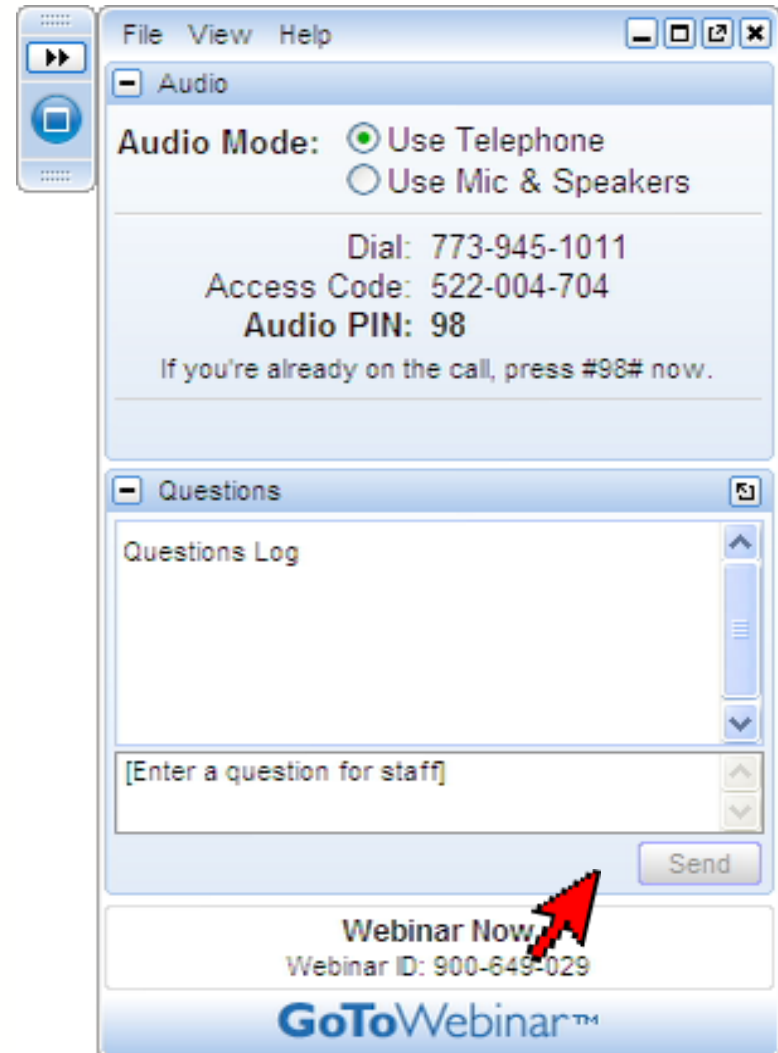 File View Help
Audio
Audio Mode: Use Telephone
Use Mic & Speakers
Dial: 773-945-1011
Access Code: 522-004-704
Audio PIN: 98
If you're already on the call, press #98# now.
Questions
Questions Log
[Enter a question for staff]
Send
Webinar Now
Webinar ID: 900-649-029
GoToWebinar™